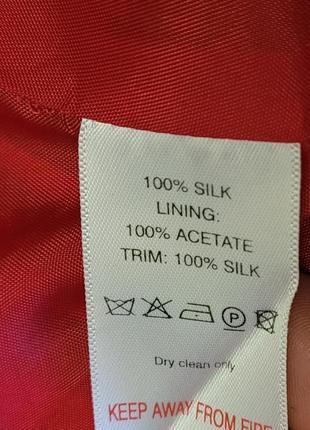 100% SILK
LINING:
100% ACETATE
TRIM: 100% SILK
P
Dry clean only
KEEP AWAY FROM FIRE